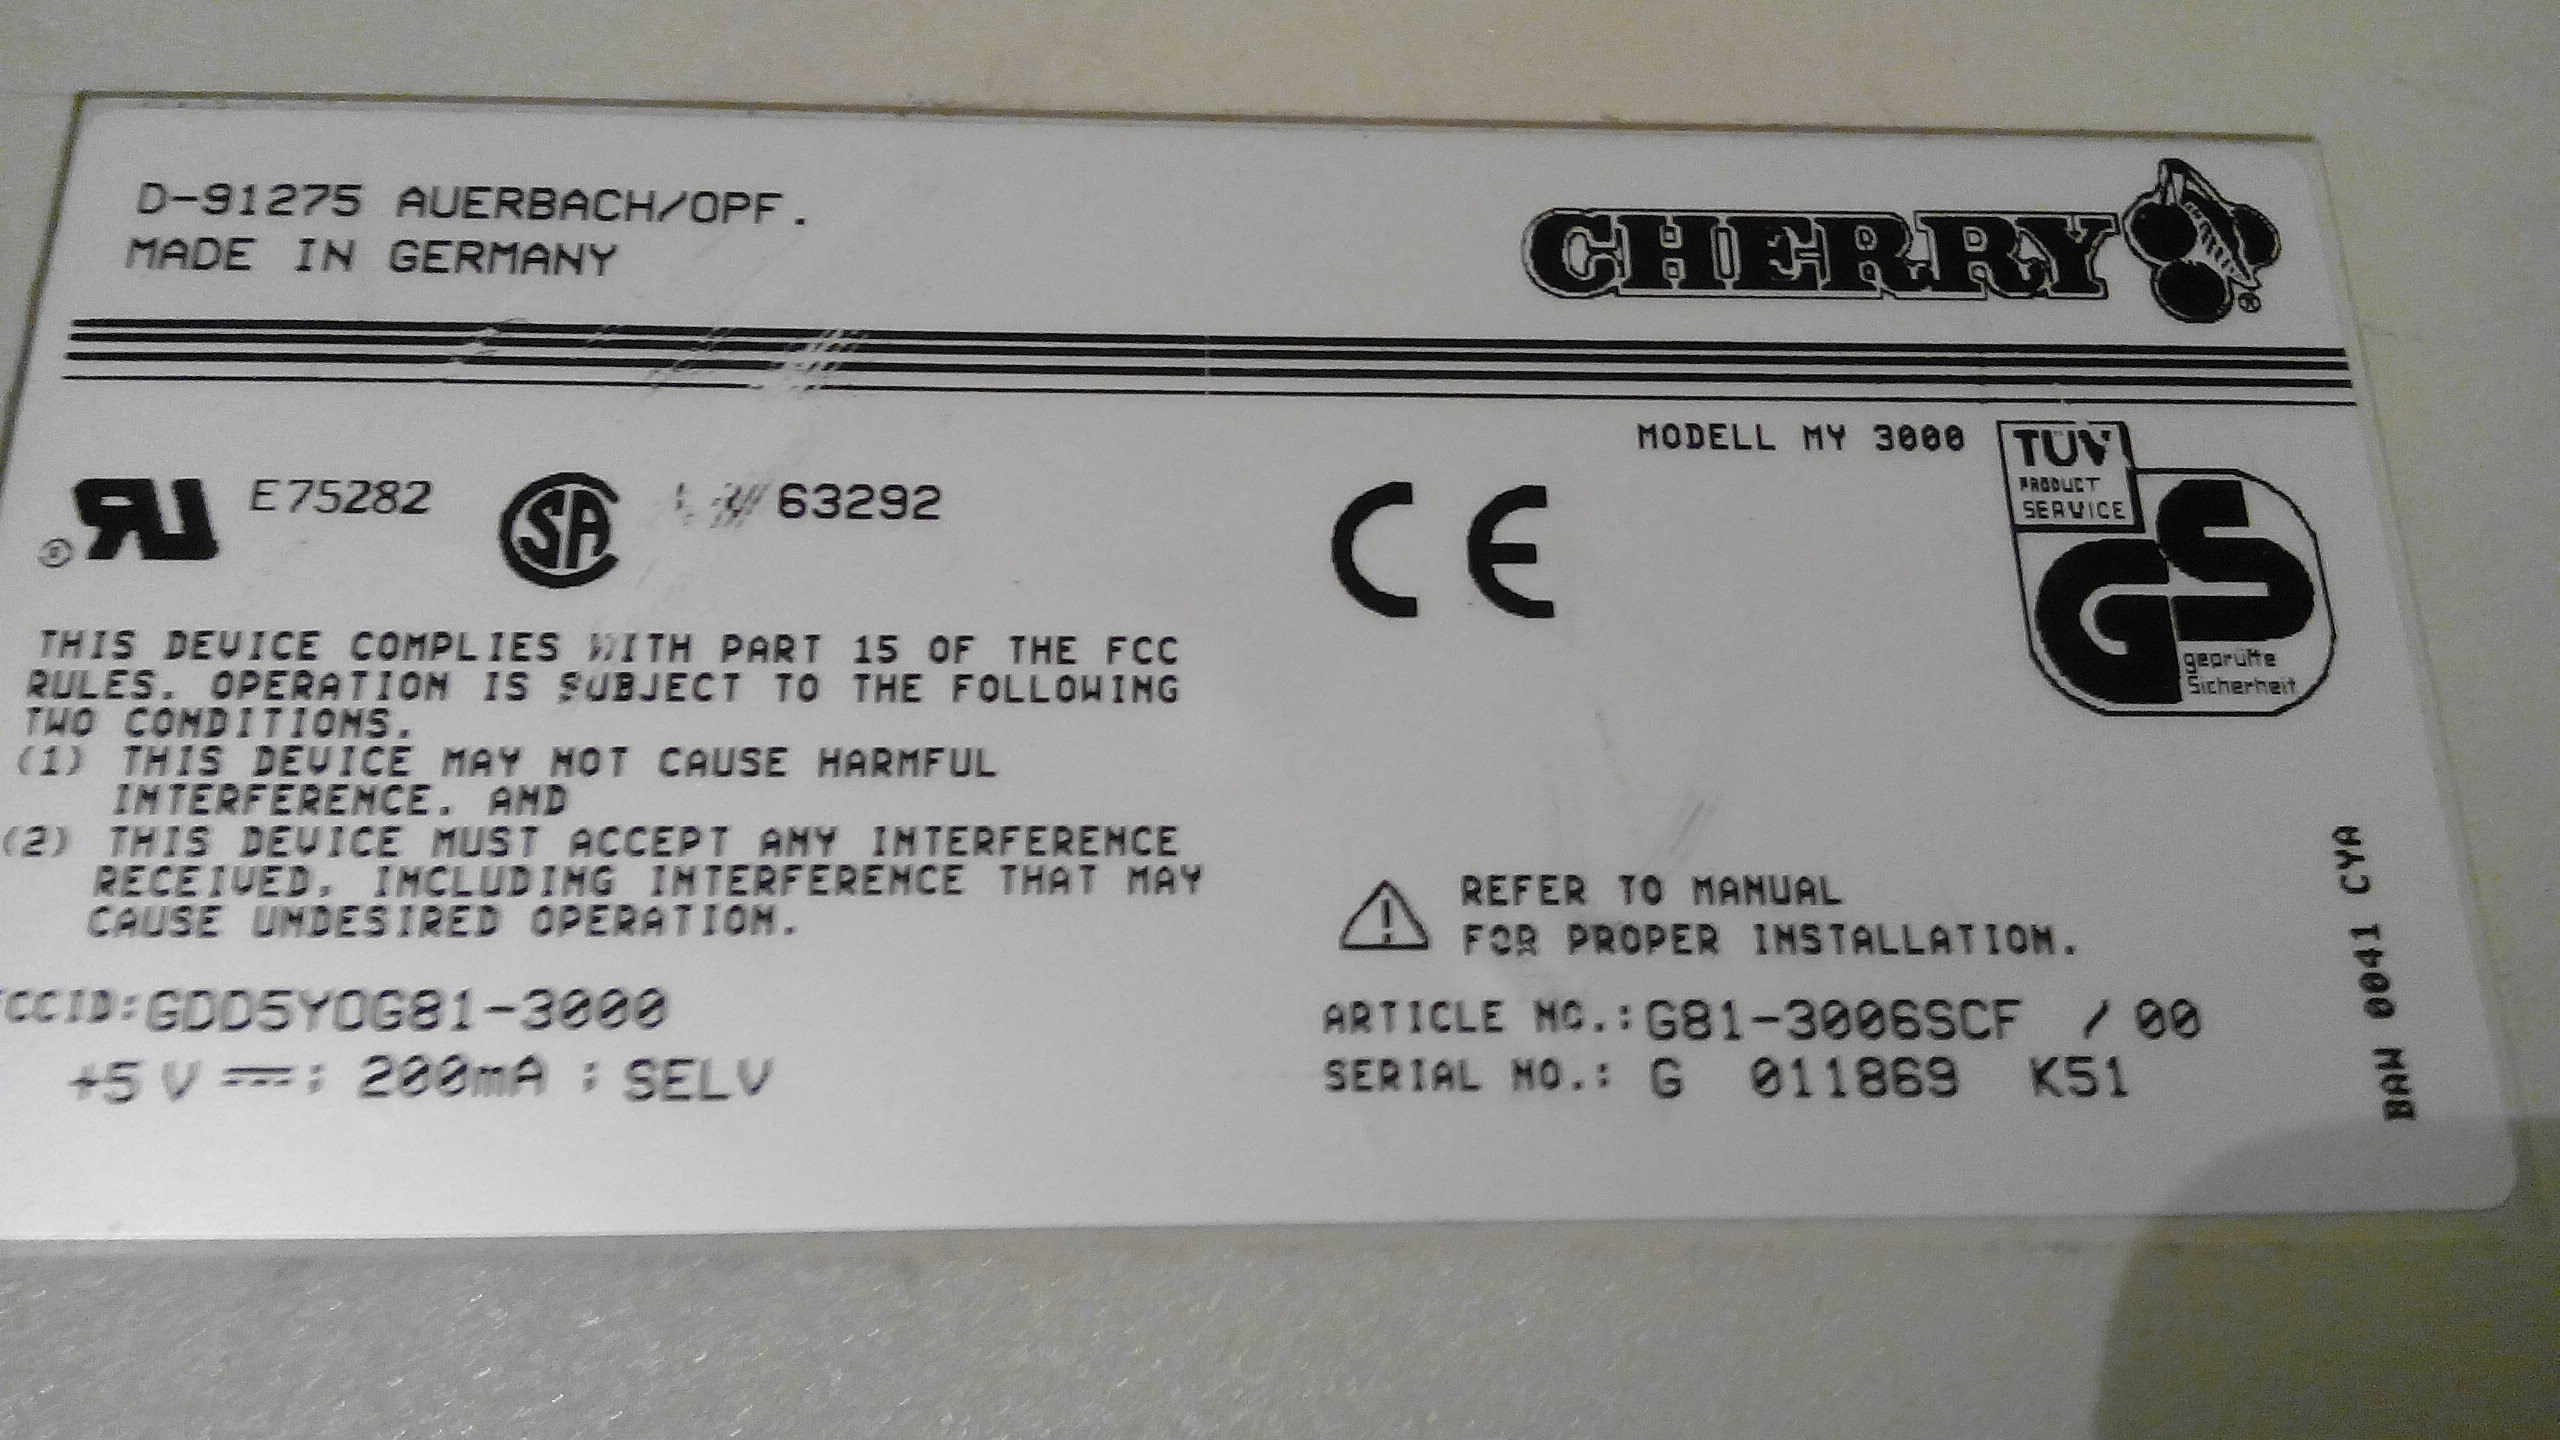 D-91275 AUERBACH/OPF.
MADE IN GERMANY
CHERRY ®
MODELL MY 3000
® RU E75282
SA 63292
CE
TÜV
PRODUCT
SERVICE
GS
geprüfte
Sicherheit
THIS DEVICE COMPLIES WITH PART 15 OF THE FCC
RULES. OPERATION IS SUBJECT TO THE FOLLOWING
TWO CONDITIONS.
(1) THIS DEVICE MAY NOT CAUSE HARMFUL
INTERFERENCE. AND
(2) THIS DEVICE MUST ACCEPT ANY INTERFERENCE
RECEIVED, INCLUDING INTERFERENCE THAT MAY
CAUSE UNDESIRED OPERATION.
CCID:GDD5YOG81-3000
+5 V ⎓ ; 200mA ; SELV
REFER TO MANUAL
FOR PROPER INSTALLATION.
ARTICLE NO.:G81-3006SCF / 00
SERIAL NO.: G 011869 K51
BAW 0041 CYA